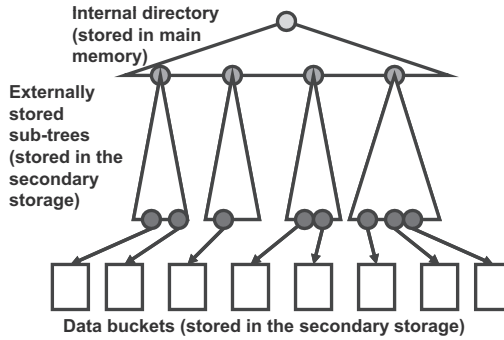 Internal directory
(stored in main
memory)
Externally
stored
sub-trees
(stored in the
secondary
storage)
Data buckets (stored in the secondary storage)